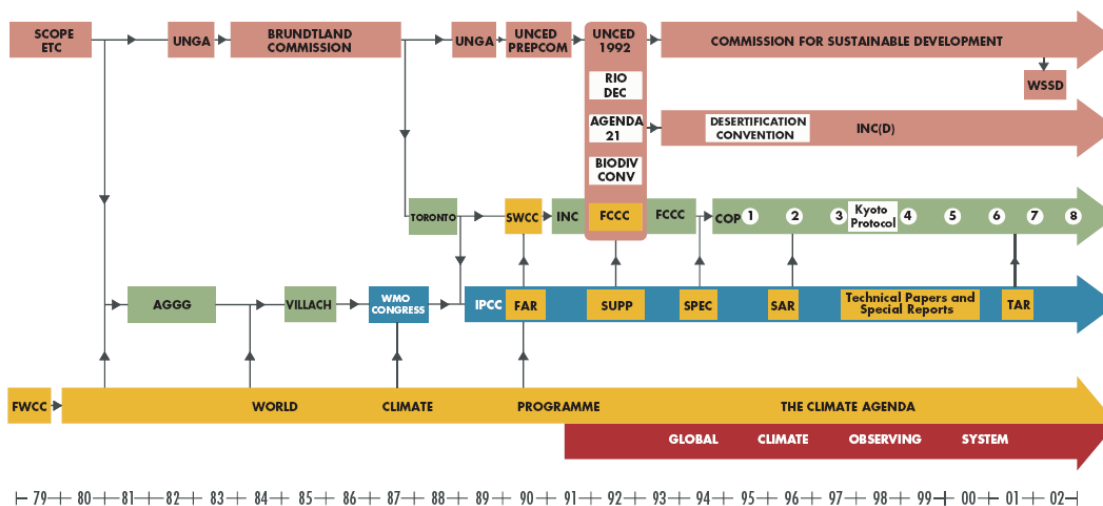 SCOPE
ETC
UNGA
BRUNDTLAND
COMMISSION
UNGA
UNCED
PREPCOM
UNCED
1992
COMMISSION FOR SUSTAINABLE DEVELOPMENT
WSSD
RIO
DEC
AGENDA
21
BIODIV
CONV
DESERTIFICATION
CONVENTION
INC(D)
TORONTO
SWCC
INC
FCCC
FCCC
COP
1
2
3
Kyoto
Protocol
4
5
6
7
8
AGGG
VILLACH
WMO
CONGRESS
IPCC
FAR
SUPP
SPEC
SAR
Technical Papers and
Special Reports
TAR
FWCC
WORLD CLIMATE PROGRAMME THE CLIMATE AGENDA
GLOBAL CLIMATE OBSERVING SYSTEM
79 80 81 82 83 84 85 86 87 88 89 90 91 92 93 94 95 96 97 98 99 00 01 02